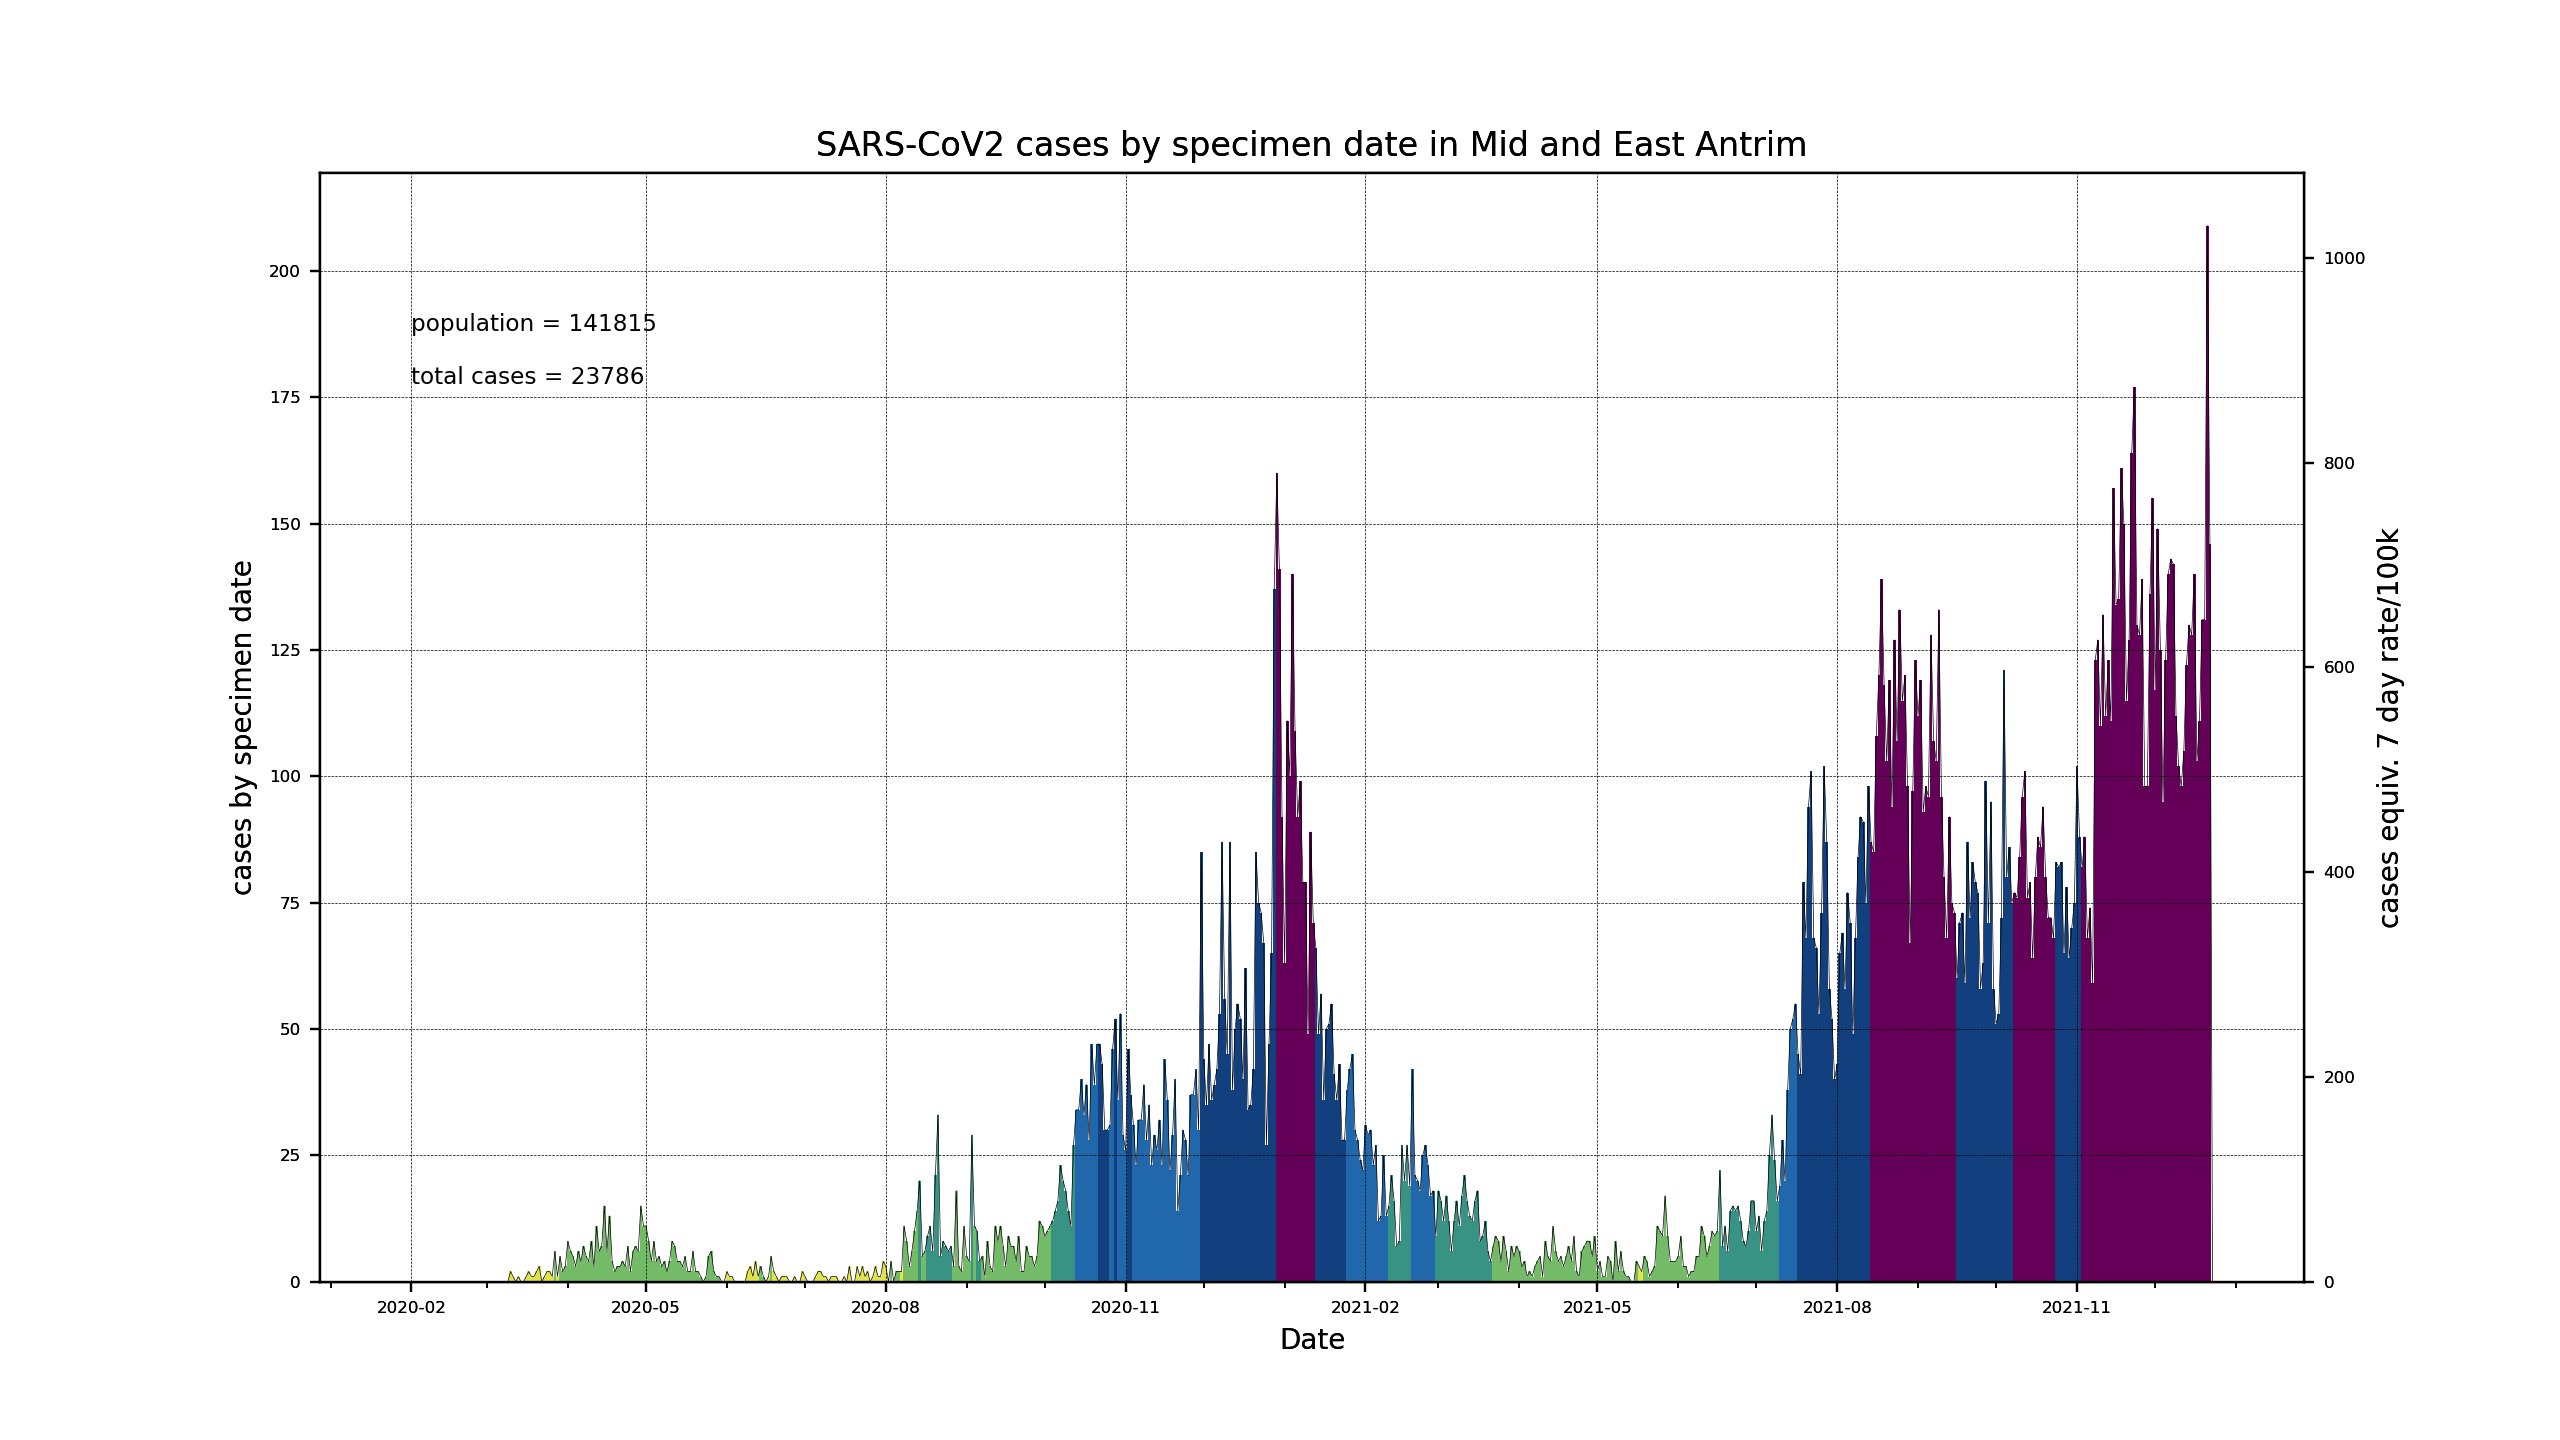 SARS-CoV2 cases by specimen date in Mid and East Antrim
population = 141815
total cases = 23786
cases by specimen date
200
175
150
125
100
75
50
25
0
1000
800
600
400
200
0
cases equiv. 7 day rate/100k
2020-02 2020-05 2020-08 2020-11 2021-02 2021-05 2021-08 2021-11
Date